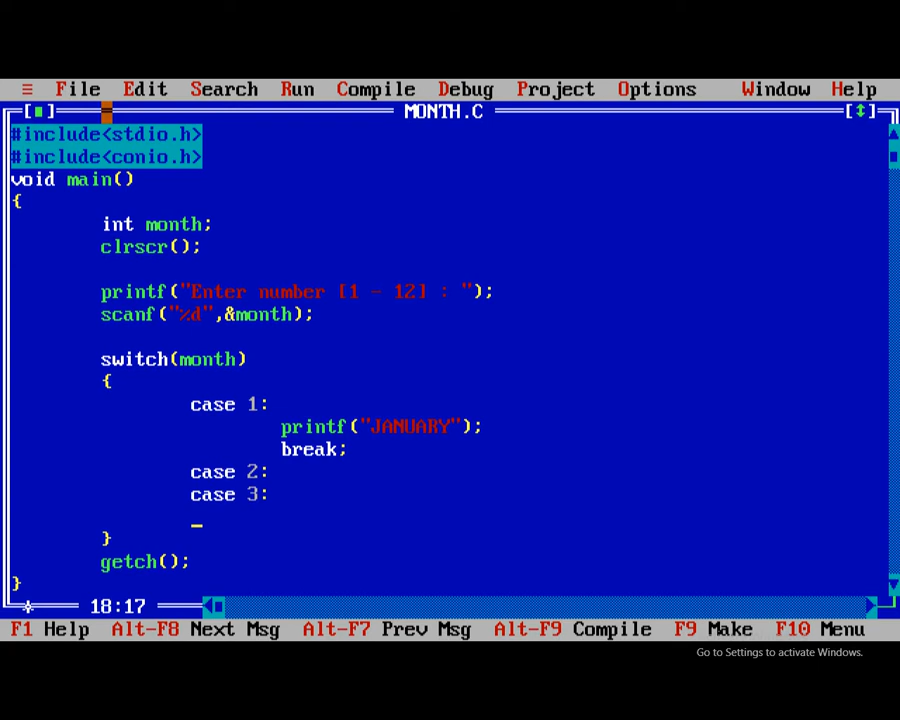 ≡ File Edit Search Run Compile Debug Project Options Window Help
[■] MONTH.C [↕]
#include<stdio.h>
#include<conio.h>
void main()
{
int month;
clrscr();
printf("Enter number [1 - 12] : ");
scanf("%d",&month);
switch(month)
{
case 1:
printf("JANUARY");
break;
case 2:
case 3:
_
}
getch();
}
18:17
F1 Help Alt-F8 Next Msg Alt-F7 Prev Msg Alt-F9 Compile F9 Make F10 Menu
Go to Settings to activate Windows.